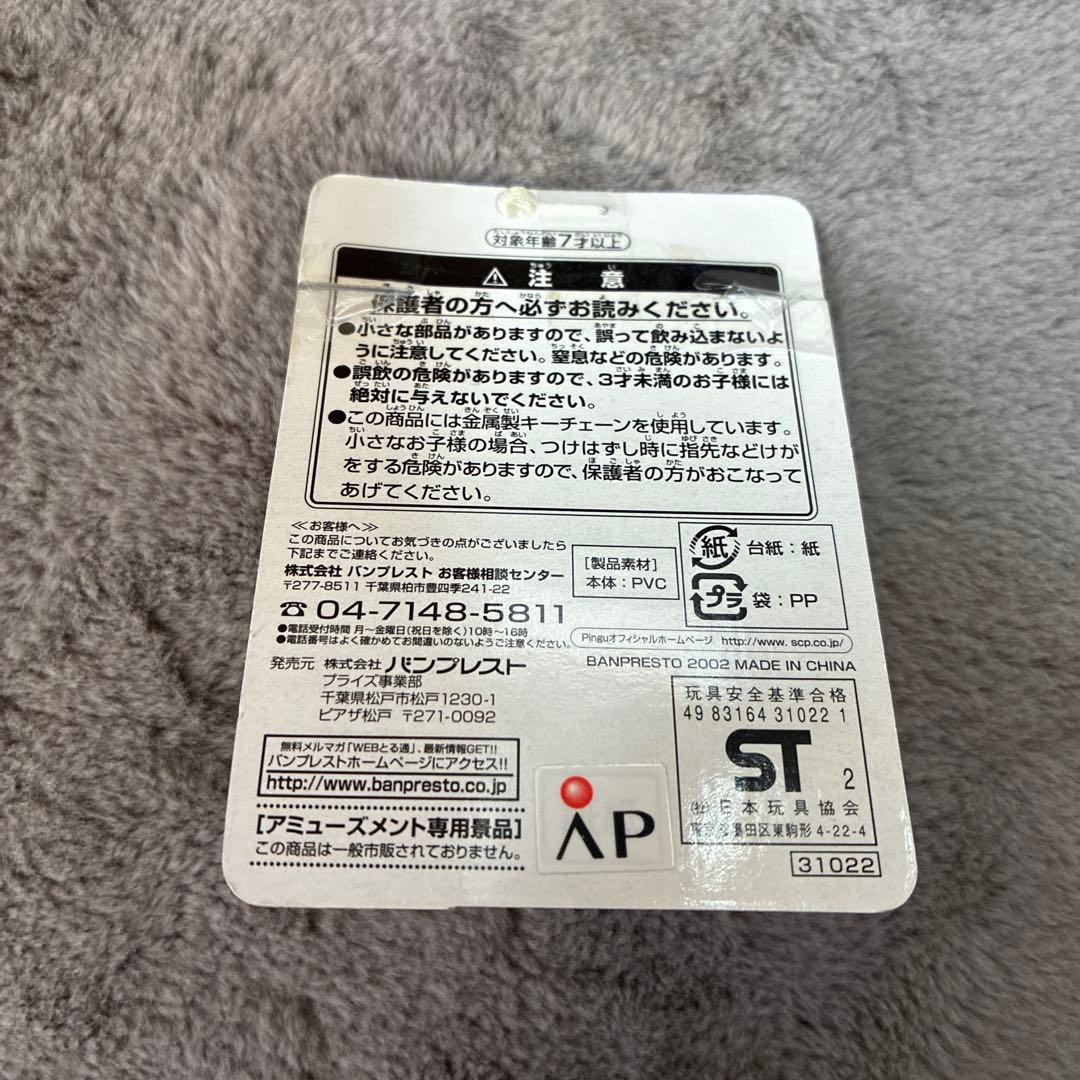 対象年齢7才以上
⚠注意
保護者の方へ必ずお読みください。
●小さな部品がありますので、誤って飲み込まないよ
うに注意してください。窒息などの危険があります。
●誤飲の危険がありますので、3才未満のお子様には
絶対に与えないでください。
●この商品には金属製キーチェーンを使用しています。
小さなお子様の場合、つけはずし時に指先などけが
をする危険がありますので、保護者の方がおこなって
あげてください。
≪お客様へ≫
この商品についてお気づきの点がございましたら
下記までご連絡ください。
株式会社 バンプレスト お客様相談センター
〒277-8511 千葉県柏市豊四季241-22
☎04-7148-5811
●電話受付時間 月〜金曜日(祝日を除く)10時〜16時
●電話番号はよく確かめてお間違いのないようご注意ください。
[製品素材]
本体:PVC
紙 台紙:紙
プラ 袋:PP
Pinguオフィシャルホームページ http://www.scp.co.jp/
BANPRESTO 2002 MADE IN CHINA
発売元 株式会社 バンプレスト
プライズ事業部
千葉県松戸市松戸1230-1
ピアザ松戸 〒271-0092
無料メルマガ「WEBとる通」、最新情報GET!!
バンプレストホームページにアクセス!!
http://www.banpresto.co.jp
[アミューズメント専用景品]
この商品は一般市販されておりません。
AP
玩具安全基準合格
49 83164 31022 1
ST 2
(社)日本玩具協会
東京都墨田区東駒形 4-22-4
31022